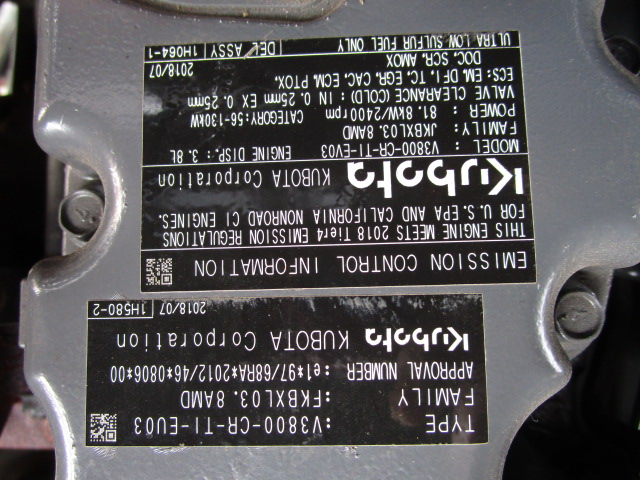 TYPE :V3800-CR-TI-EU03
FAMILY :FKBXL03.8AMD
APPROVAL NUMBER :e1*97/68RA*2012/46*0806*00
Kubota KUBOTA Corporation
2018/07 1H580-2
EMISSION CONTROL INFORMATION
THIS ENGINE MEETS 2018 Tier4 EMISSION REGULATIONS
FOR U.S. EPA AND CALIFORNIA NONROAD CI ENGINES.
Kubota KUBOTA Corporation
MODEL: V3800-CR-TI-EV03 ENGINE DISP.: 3.8L
FAMILY: JKBXL03.8AMD
POWER: 81.8kW/2400rpm CATEGORY:56-130kW
VALVE CLEARANCE (COLD): IN 0.25mm EX 0.25mm
ECS: EM, DFI, TC, EGR, CAC, ECM, PTOX,
DOC, SCR, AMOX 2018/07
ULTRA LOW SULFUR FUEL ONLY DEL ASSY 1H064-1